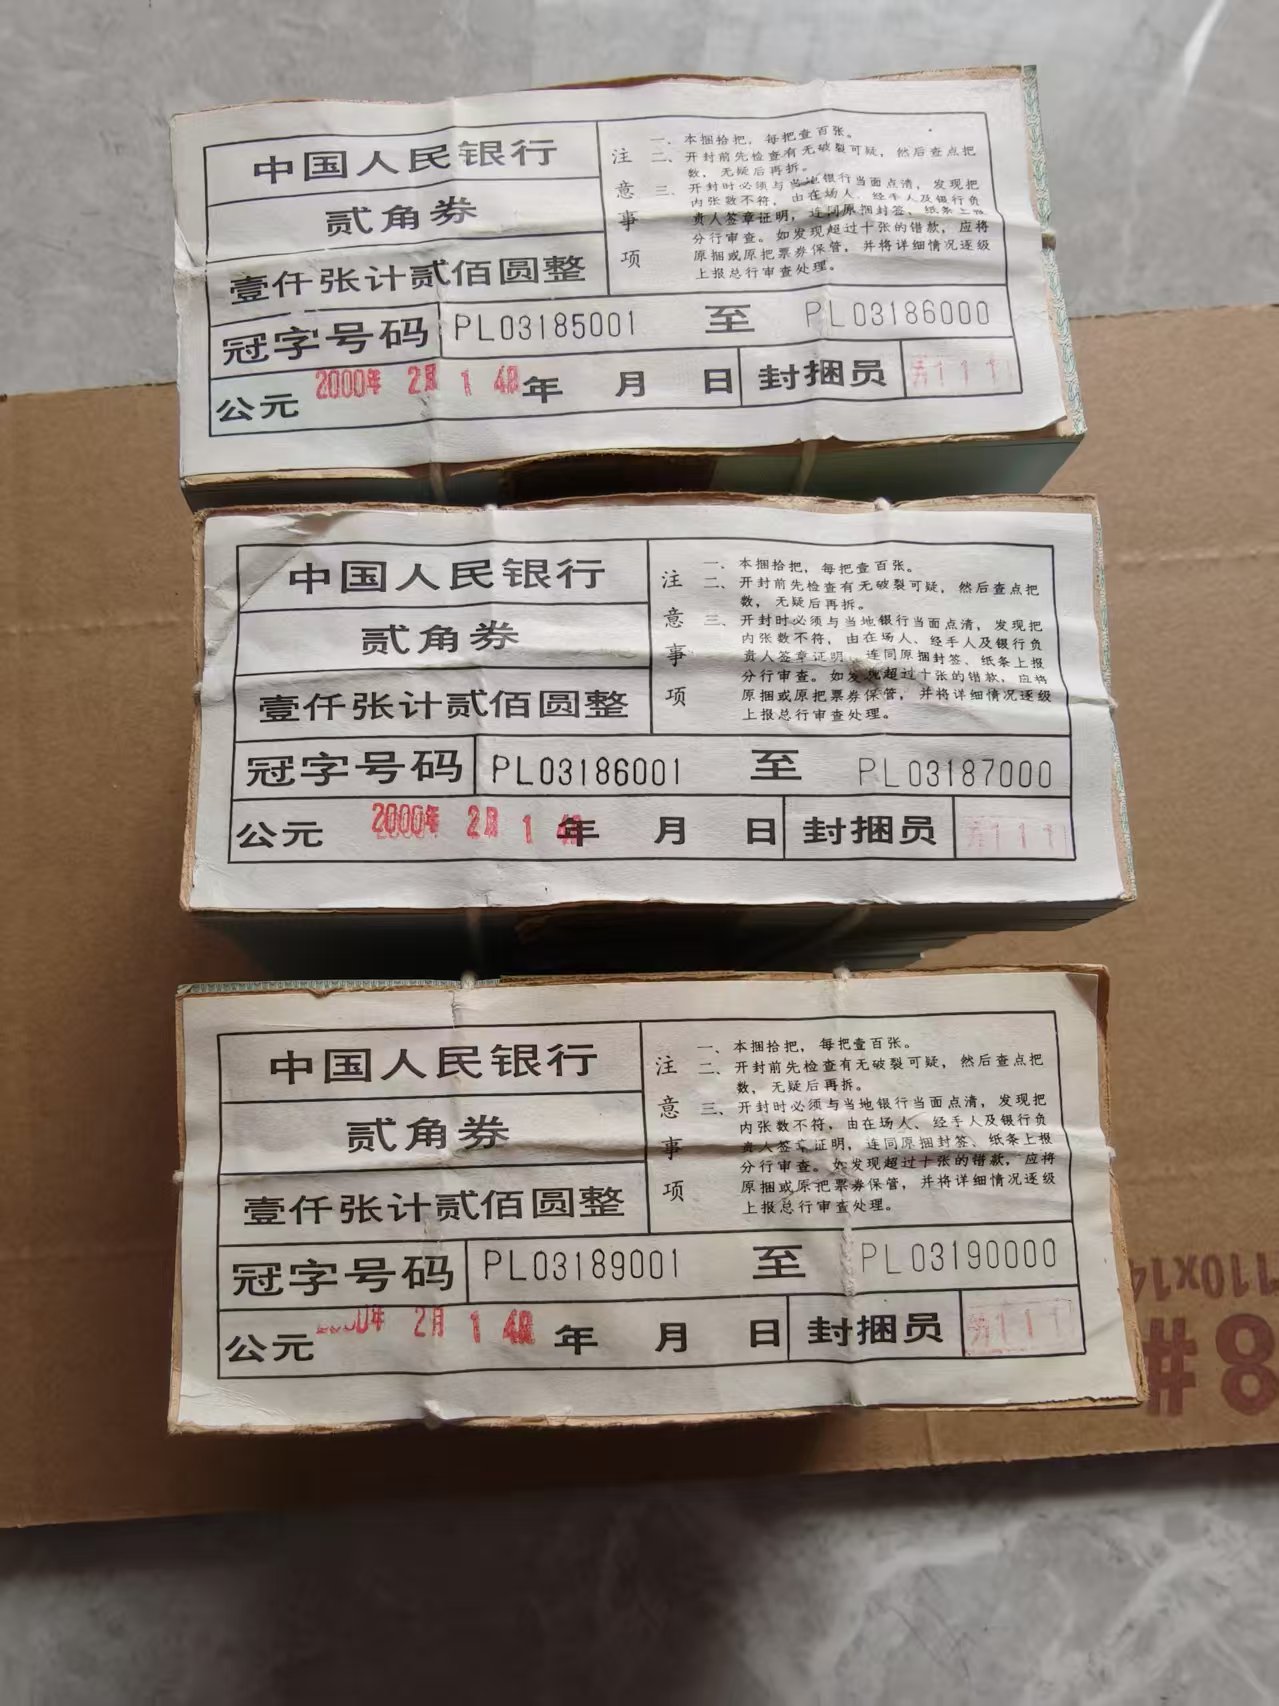 中国人民银行
贰角券
壹仟张计贰佰圆整
注意事项
一、本捆拾把，每把壹百张。
二、开封前先检查有无破裂可疑，然后查点把
数，无疑后再拆。
三、开封时必须与当地银行当面点清，发现把
内张数不符，由在场人、经手人及银行负
责人签章证明，连同原捆封签、纸条上报
分行审查。如发现超过十张的错款，应将
原捆或原把票券保管，并将详细情况逐级
上报总行审查处理。
冠字号码 PL03185001 至 PL03186000
公元 2000年 2月 1 4日 年 月 日 封捆员 111
中国人民银行
贰角券
壹仟张计贰佰圆整
注意事项
一、本捆拾把，每把壹百张。
二、开封前先检查有无破裂可疑，然后查点把
数，无疑后再拆。
三、开封时必须与当地银行当面点清，发现把
内张数不符，由在场人、经手人及银行负
责人签章证明，连同原捆封签、纸条上报
分行审查。如发现超过十张的错款，应将
原捆或原把票券保管，并将详细情况逐级
上报总行审查处理。
冠字号码 PL03186001 至 PL03187000
公元 2000年 2月 1 4 年 月 日 封捆员 111
中国人民银行
贰角券
壹仟张计贰佰圆整
注意事项
一、本捆拾把，每把壹百张。
二、开封前先检查有无破裂可疑，然后查点把
数，无疑后再拆。
三、开封时必须与当地银行当面点清，发现把
内张数不符，由在场人、经手人及银行负
责人签章证明，连同原捆封签、纸条上报
分行审查。如发现超过十张的错款，应将
原捆或原把票券保管，并将详细情况逐级
上报总行审查处理。
冠字号码 PL03189001 至 PL03190000
公元 2000年 2月 1 4日 年 月 日 封捆员 111
110x14
8#